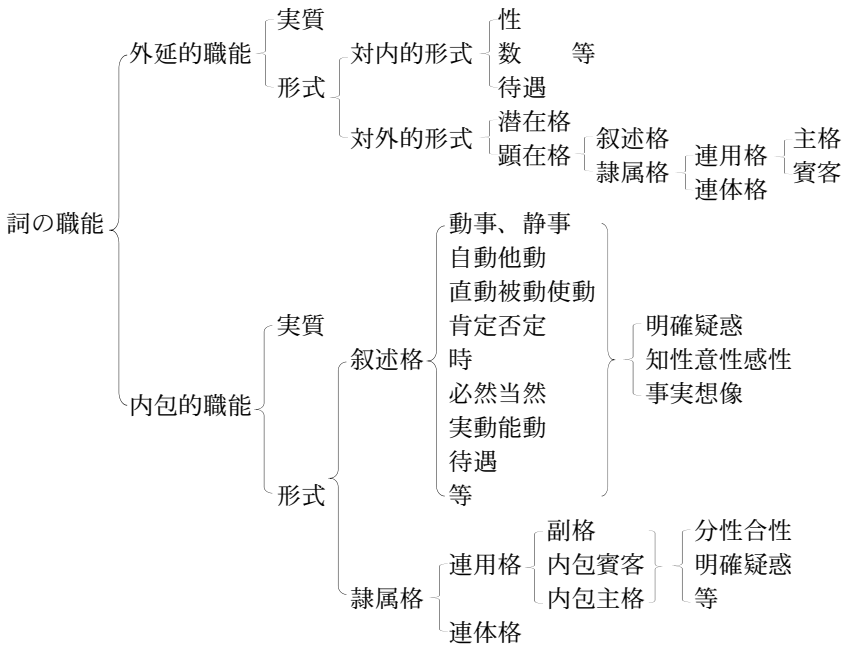 詞の職能
外延的職能
実質
形式
対内的形式
性
数　等
待遇
対外的形式
潜在格
顕在格
叙述格
隷属格
連用格
主格
賓客
連体格
内包的職能
実質
形式
叙述格
動事、静事
自動他動
直動被動使動
肯定否定
時
必然当然
実動能動
待遇
等
明確疑惑
知性意性感性
事実想像
隷属格
連用格
副格
内包賓客
内包主格
分性合性
明確疑惑
等
連体格